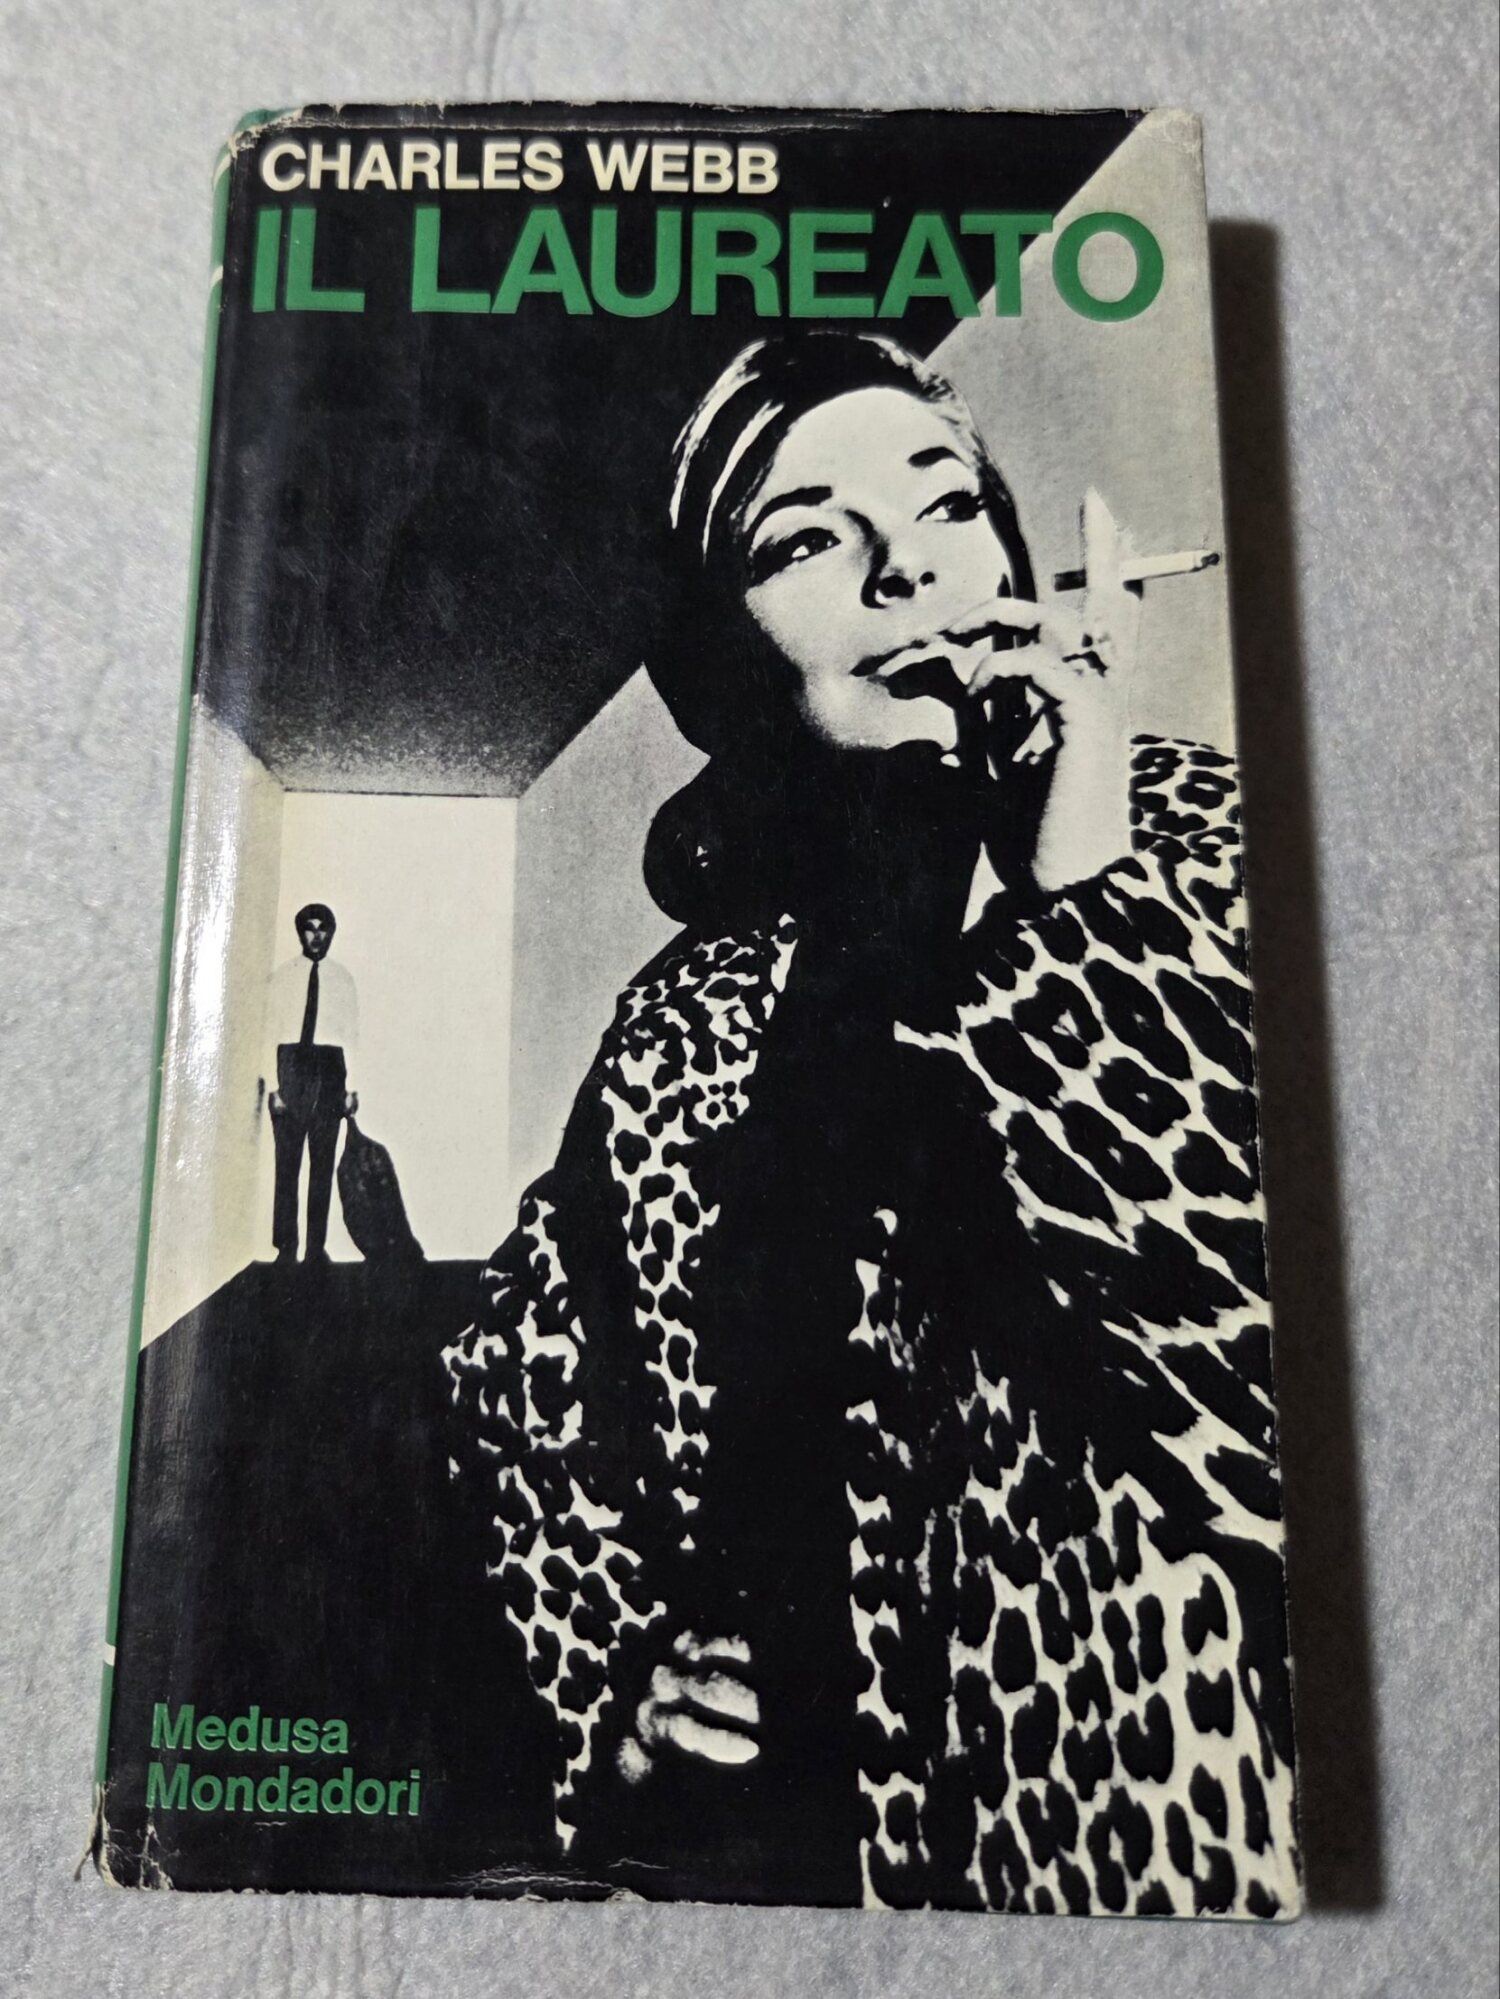 CHARLES WEBB
IL LAUREATO
Medusa
Mondadori